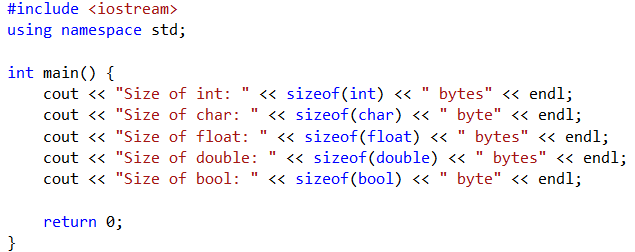 #include <iostream>
using namespace std;

int main() {
    cout << "Size of int: " << sizeof(int) << " bytes" << endl;
    cout << "Size of char: " << sizeof(char) << " byte" << endl;
    cout << "Size of float: " << sizeof(float) << " bytes" << endl;
    cout << "Size of double: " << sizeof(double) << " bytes" << endl;
    cout << "Size of bool: " << sizeof(bool) << " byte" << endl;

    return 0;
}